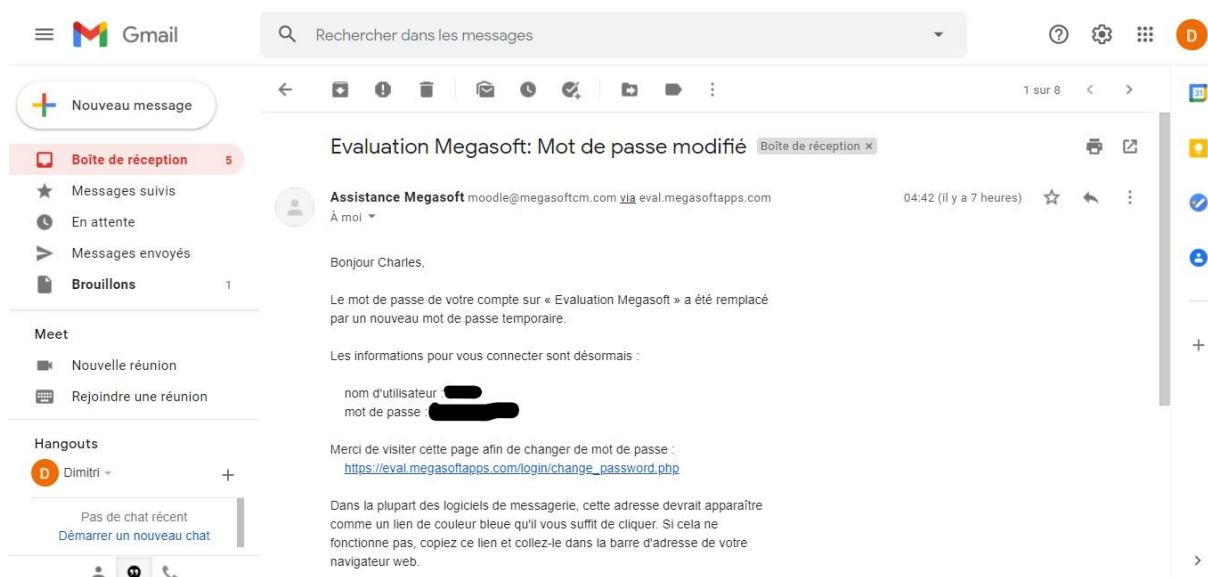 Gmail
Rechercher dans les messages
D
Nouveau message
1 sur 8
31
Evaluation Megasoft: Mot de passe modifié Boîte de réception ×
Boîte de réception 5
Messages suivis
En attente
Messages envoyés
Brouillons 1
Assistance Megasoft moodle@megasoftcm.com via eval.megasoftapps.com 04:42 (il y a 7 heures)
À moi
Bonjour Charles,
Le mot de passe de votre compte sur « Evaluation Megasoft » a été remplacé
par un nouveau mot de passe temporaire.
Les informations pour vous connecter sont désormais :
nom d'utilisateur :
mot de passe :
Merci de visiter cette page afin de changer de mot de passe :
https://eval.megasoftapps.com/login/change_password.php
Dans la plupart des logiciels de messagerie, cette adresse devrait apparaître
comme un lien de couleur bleue qu'il vous suffit de cliquer. Si cela ne
fonctionne pas, copiez ce lien et collez-le dans la barre d'adresse de votre
navigateur web.
Meet
Nouvelle réunion
Rejoindre une réunion
Hangouts
D Dimitri
Pas de chat récent
Démarrer un nouveau chat